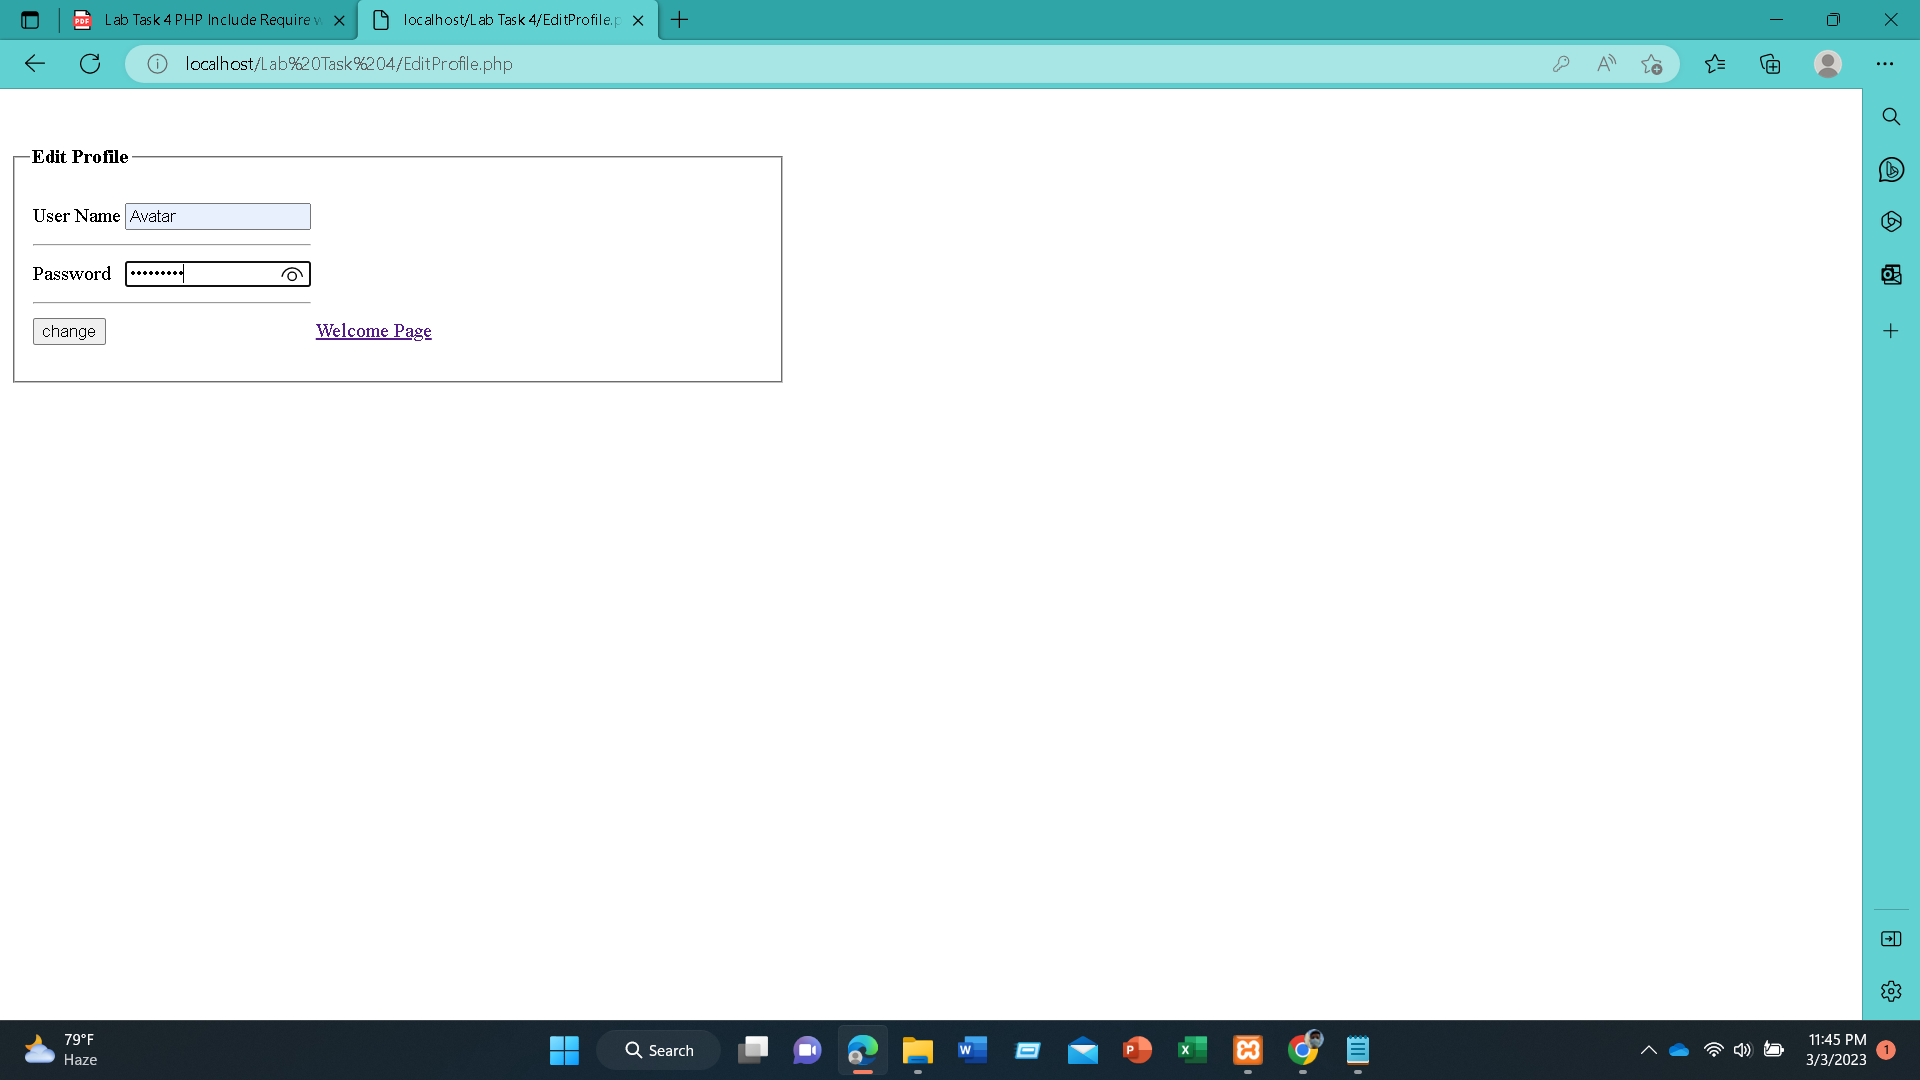 Lab Task 4 PHP Include Require w
localhost/Lab Task 4/EditProfile.p
localhost/Lab%20Task%204/EditProfile.php
Edit Profile
User Name Avatar
Password •••••••••
change Welcome Page
79°F
Haze
Search
11:45 PM
3/3/2023
1